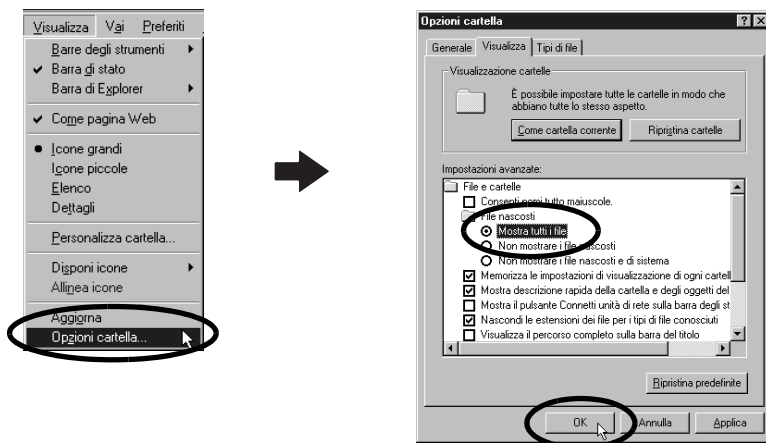 Visualizza Vai Preferiti
Barre degli strumenti
Barra di stato
Barra di Explorer
Come pagina Web
Icone grandi
Icone piccole
Elenco
Dettagli
Personalizza cartella...
Disponi icone
Allinea icone
Aggiorna
Opzioni cartella...
Opzioni cartella
Generale Visualizza Tipi di file
Visualizzazione cartelle
È possibile impostare tutte le cartelle in modo che
abbiano tutte lo stesso aspetto.
Come cartella corrente Ripristina cartelle
Impostazioni avanzate:
File e cartelle
Consenti nomi tutto maiuscole.
File nascosti
Mostra tutti i file
Non mostrare i file nascosti
Non mostrare i file nascosti e di sistema
Memorizza le impostazioni di visualizzazione di ogni cartell
Mostra descrizione rapida della cartella e degli oggetti del
Mostra il pulsante Connetti unità di rete sulla barra degli st
Nascondi le estensioni dei file per i tipi di file conosciuti
Visualizza il percorso completo sulla barra del titolo
Ripristina predefinite
OK Annulla Applica